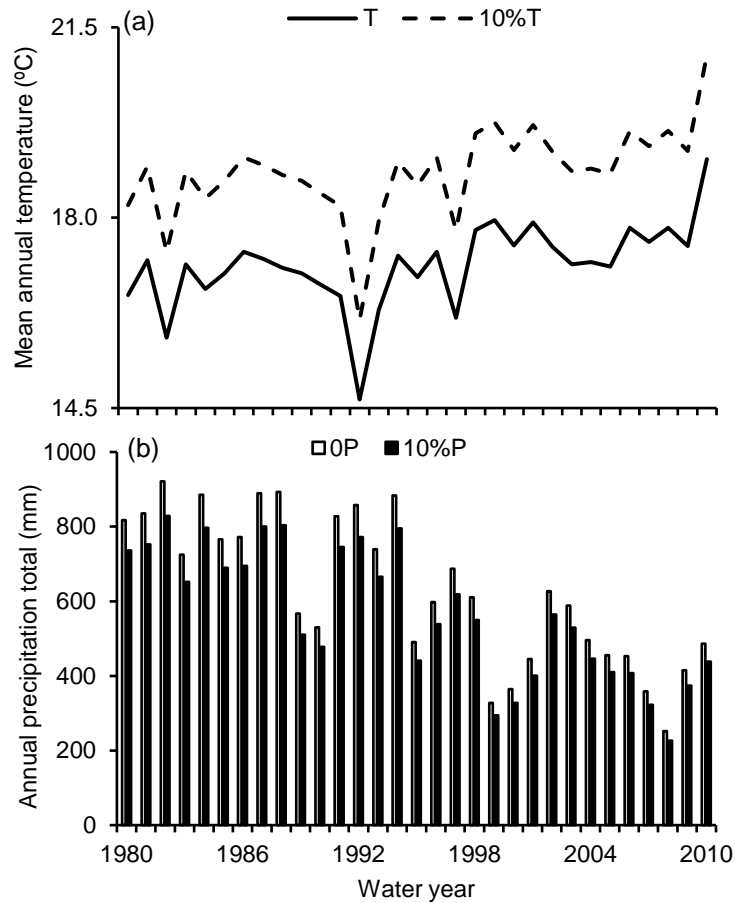 (a)
T
10%T
Mean annual temperature (ºC)
21.5
18.0
14.5
(b)
0P
10%P
Annual precipitation total (mm)
1000
800
600
400
200
0
1980 1986 1992 1998 2004 2010
Water year